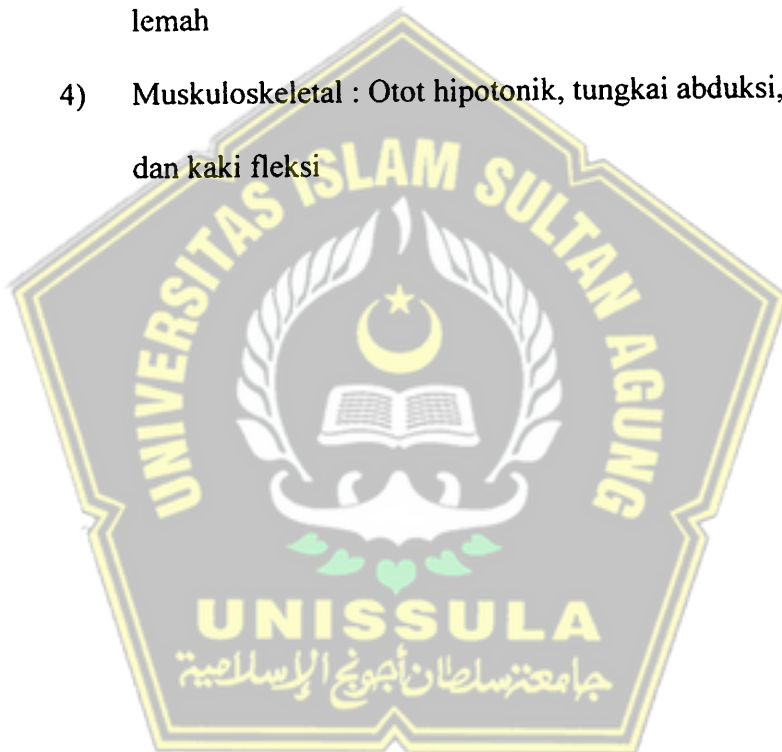 lemah
4) Muskuloskeletal : Otot hipotonik, tungkai abduksi,
dan kaki fleksi
UNIVERSITAS ISLAM SULTAN AGUNG
UNISSULA
جامعة سلطان أجونج الإسلامية